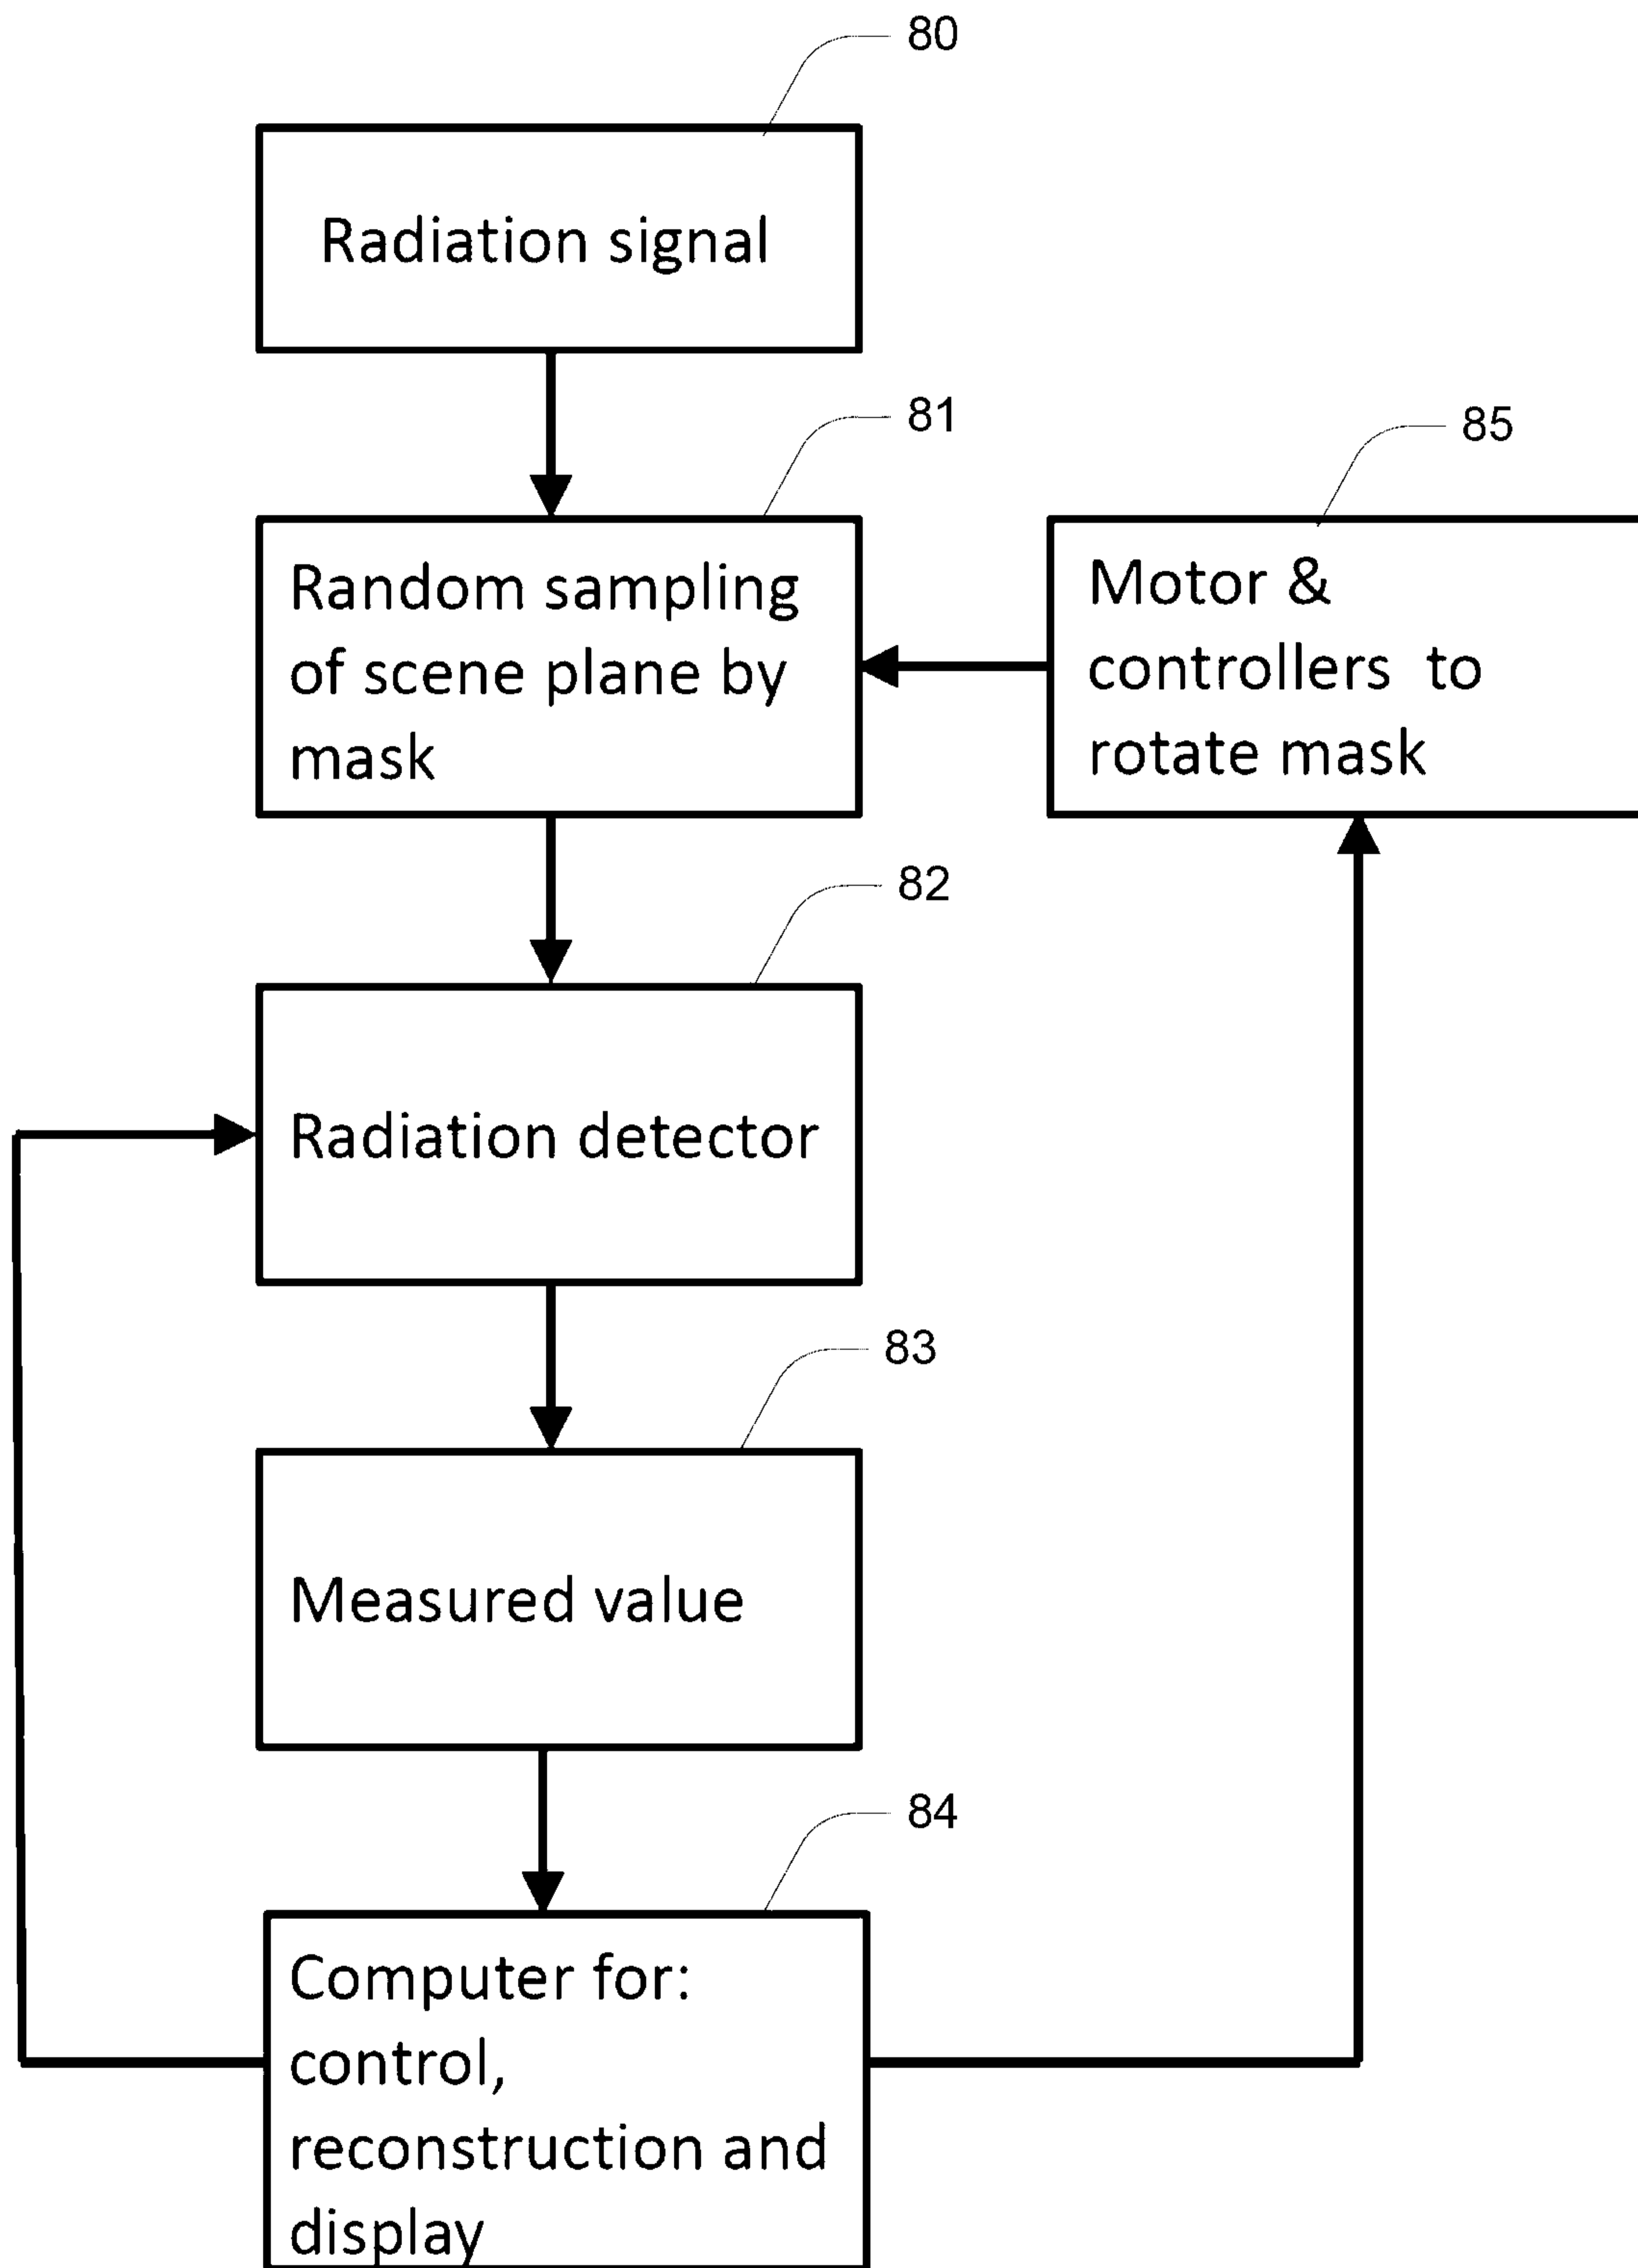 80
Radiation signal
81
Random sampling
of scene plane by
mask
85
Motor &
controllers to
rotate mask
82
Radiation detector
83
Measured value
84
Computer for:
control,
reconstruction and
display